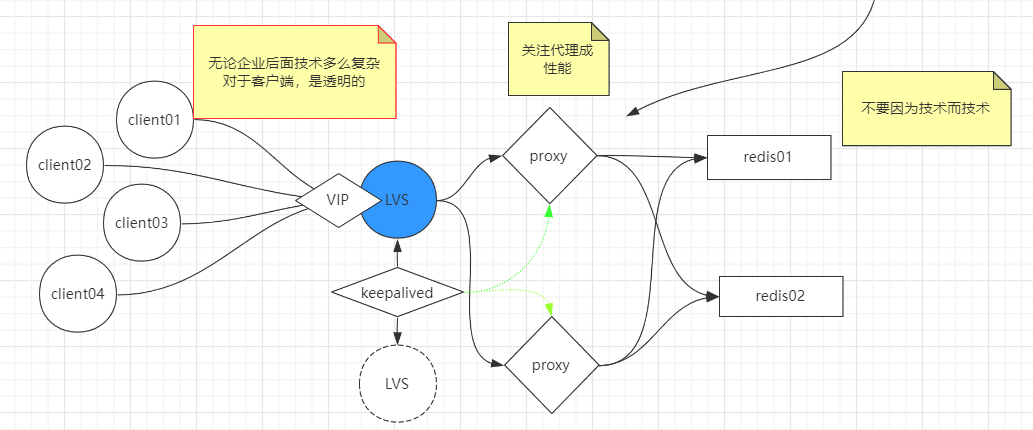 无论企业后面技术多么复杂
对于客户端，是透明的
关注代理成
性能
不要因为技术而技术
client01
client02
client03
client04
VIP
LVS
keepalived
LVS
proxy
proxy
redis01
redis02